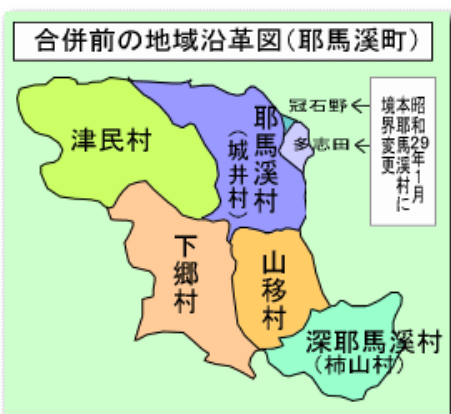 合併前の地域沿革図(耶馬溪町)
津民村
耶馬溪村
(城井村)
冠石野
多志田
昭和29年1月
本耶馬溪村に
境界変更
下郷村
山移村
深耶馬溪村
(柿山村)